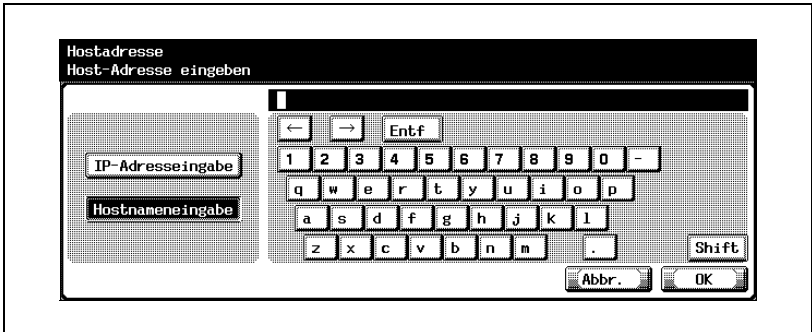 Hostadresse
Host-Adresse eingeben
← → Entf
IP-Adresseingabe
Hostnameneingabe
1 2 3 4 5 6 7 8 9 0 -
q w e r t y u i o p
a s d f g h j k l
z x c v b n m .
Shift
Abbr. OK